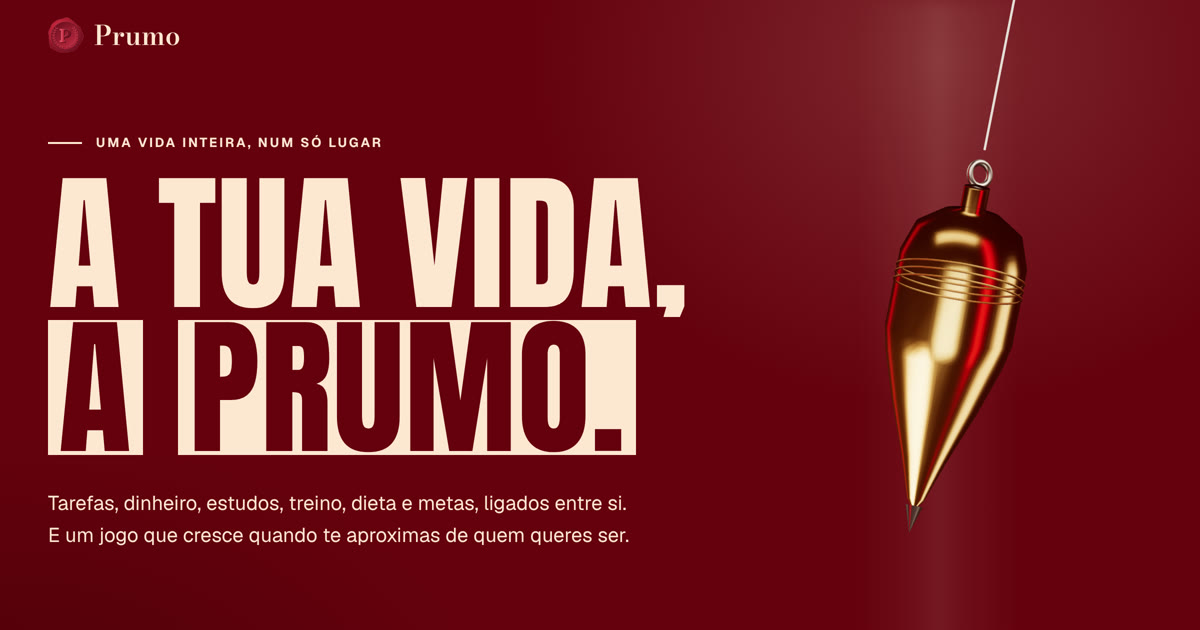 P Prumo
UMA VIDA INTEIRA, NUM SÓ LUGAR
A TUA VIDA,
A PRUMO.
Tarefas, dinheiro, estudos, treino, dieta e metas, ligados entre si.
E um jogo que cresce quando te aproximas de quem queres ser.